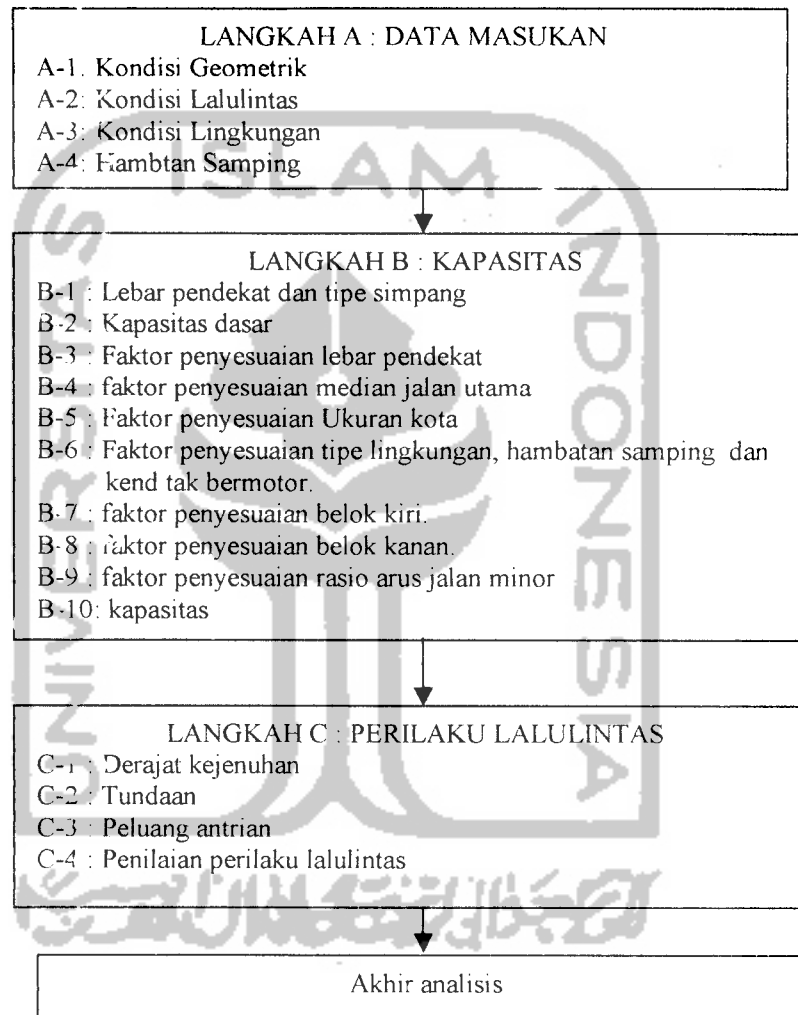 LANGKAH A : DATA MASUKAN
A-1. Kondisi Geometrik
A-2: Kondisi Lalulintas
A-3: Kondisi Lingkungan
A-4: Hambtan Samping
LANGKAH B : KAPASITAS
B-1 : Lebar pendekat dan tipe simpang
B-2 : Kapasitas dasar
B-3 : Faktor penyesuaian lebar pendekat
B-4 : faktor penyesuaian median jalan utama
B-5 : Faktor penyesuaian Ukuran kota
B-6 : Faktor penyesuaian tipe lingkungan, hambatan samping dan
kend tak bermotor.
B-7 : faktor penyesuaian belok kiri.
B-8 : faktor penyesuaian belok kanan.
B-9 : faktor penyesuaian rasio arus jalan minor
B-10: kapasitas
LANGKAH C : PERILAKU LALULINTAS
C-1 : Derajat kejenuhan
C-2 : Tundaan
C-3 : Peluang antrian
C-4 : Penilaian perilaku lalulintas
Akhir analisis
UNIVERSITAS
ISLAM
INDONESIA